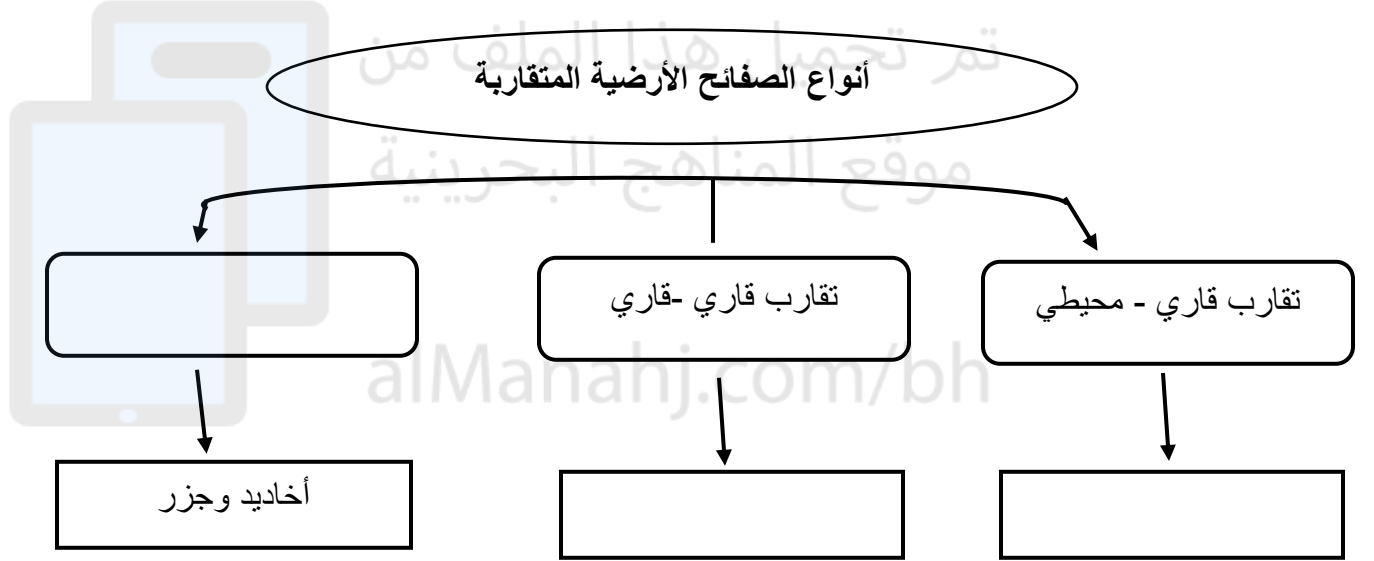 تم تحميل هذا الملف من
أنواع الصفائح الأرضية المتقاربة
موقع المناهج البحرينية
تقارب قاري - محيطي
تقارب قاري -قاري
alManahj.com/bh
أخاديد وجزر